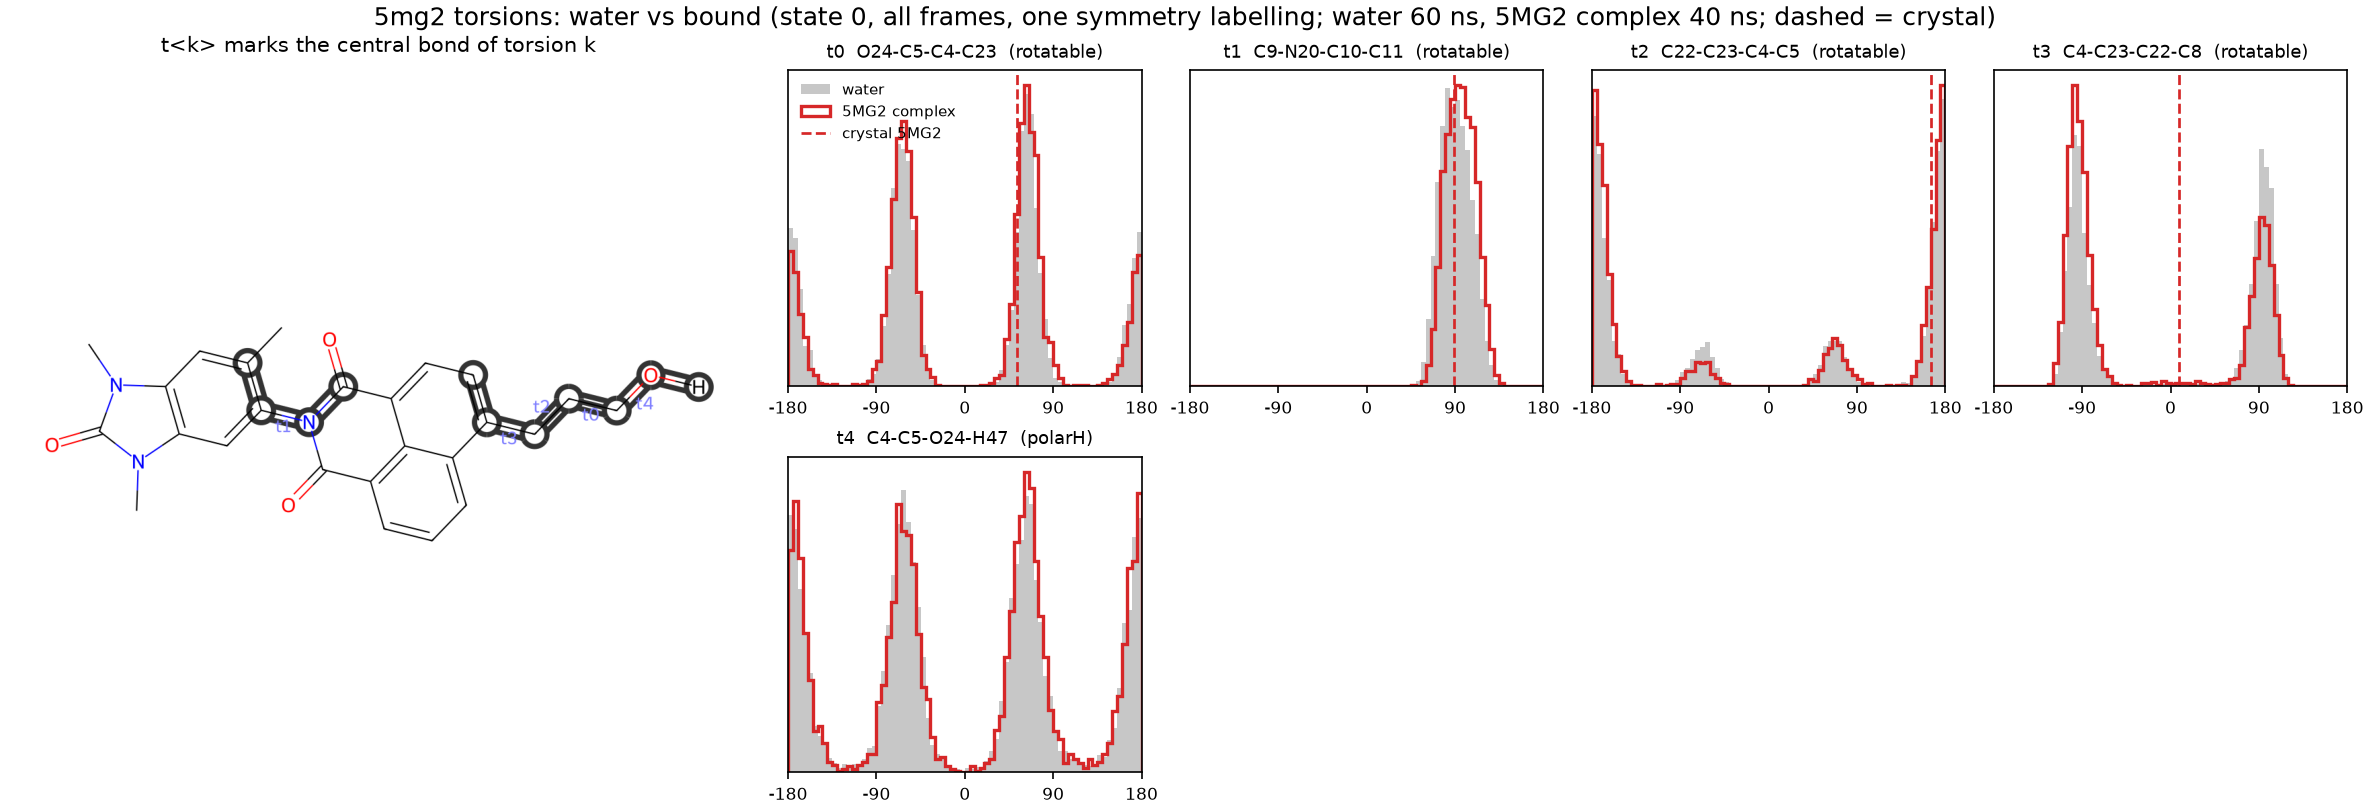 5mg2 torsions: water vs bound (state 0, all frames, one symmetry labelling; water 60 ns, 5MG2 complex 40 ns; dashed = crystal)
t<k> marks the central bond of torsion k
t0 O24-C5-C4-C23 (rotatable)
t1 C9-N20-C10-C11 (rotatable)
t2 C22-C23-C4-C5 (rotatable)
t3 C4-C23-C22-C8 (rotatable)
water
5MG2 complex
crystal 5MG2
-180 -90 0 90 180
-180 -90 0 90 180
-180 -90 0 90 180
-180 -90 0 90 180
O
O
H
N
N
N
O
O
t1
t3
t2
t0
t4
t4 C4-C5-O24-H47 (polarH)
-180 -90 0 90 180